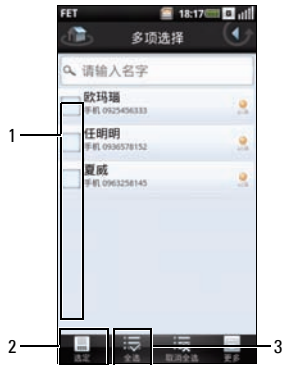 FET 18:17
多项选择
请输入名字
欧玛瑙
手机 0925456333
任明明
手机 0936578152
夏威
手机 0963258145
1
2
3
选定 全选 取消全选 更多